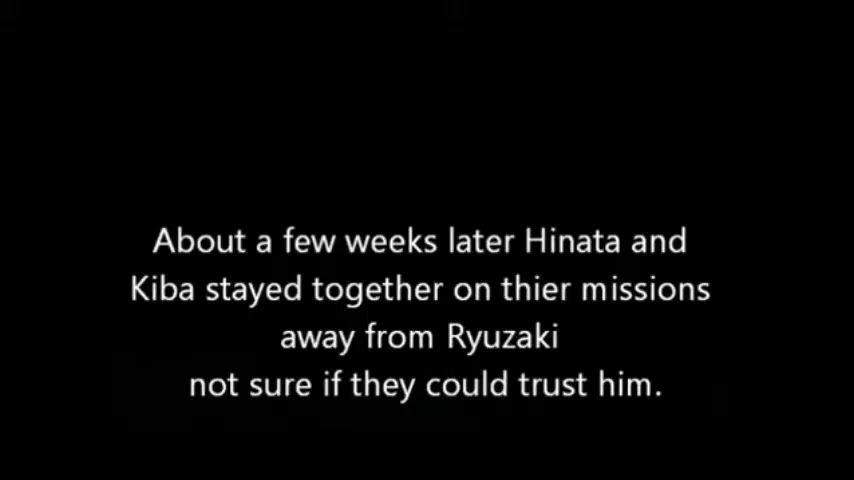 About a few weeks later Hinata and
Kiba stayed together on thier missions
away from Ryuzaki
not sure if they could trust him.